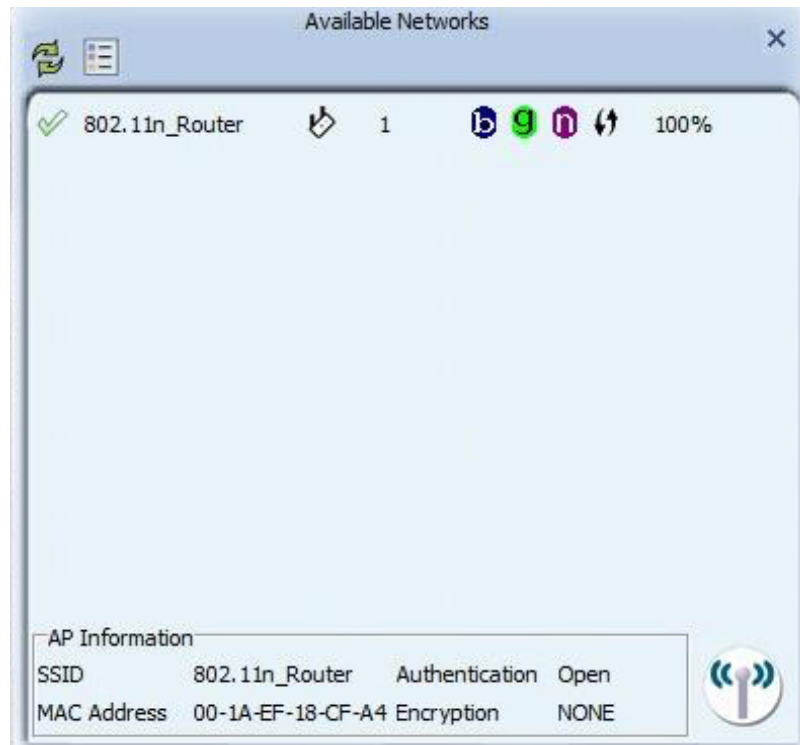 Available Networks
802.11n_Router 1 b g n 100%
AP Information
SSID 802.11n_Router Authentication Open
MAC Address 00-1A-EF-18-CF-A4 Encryption NONE